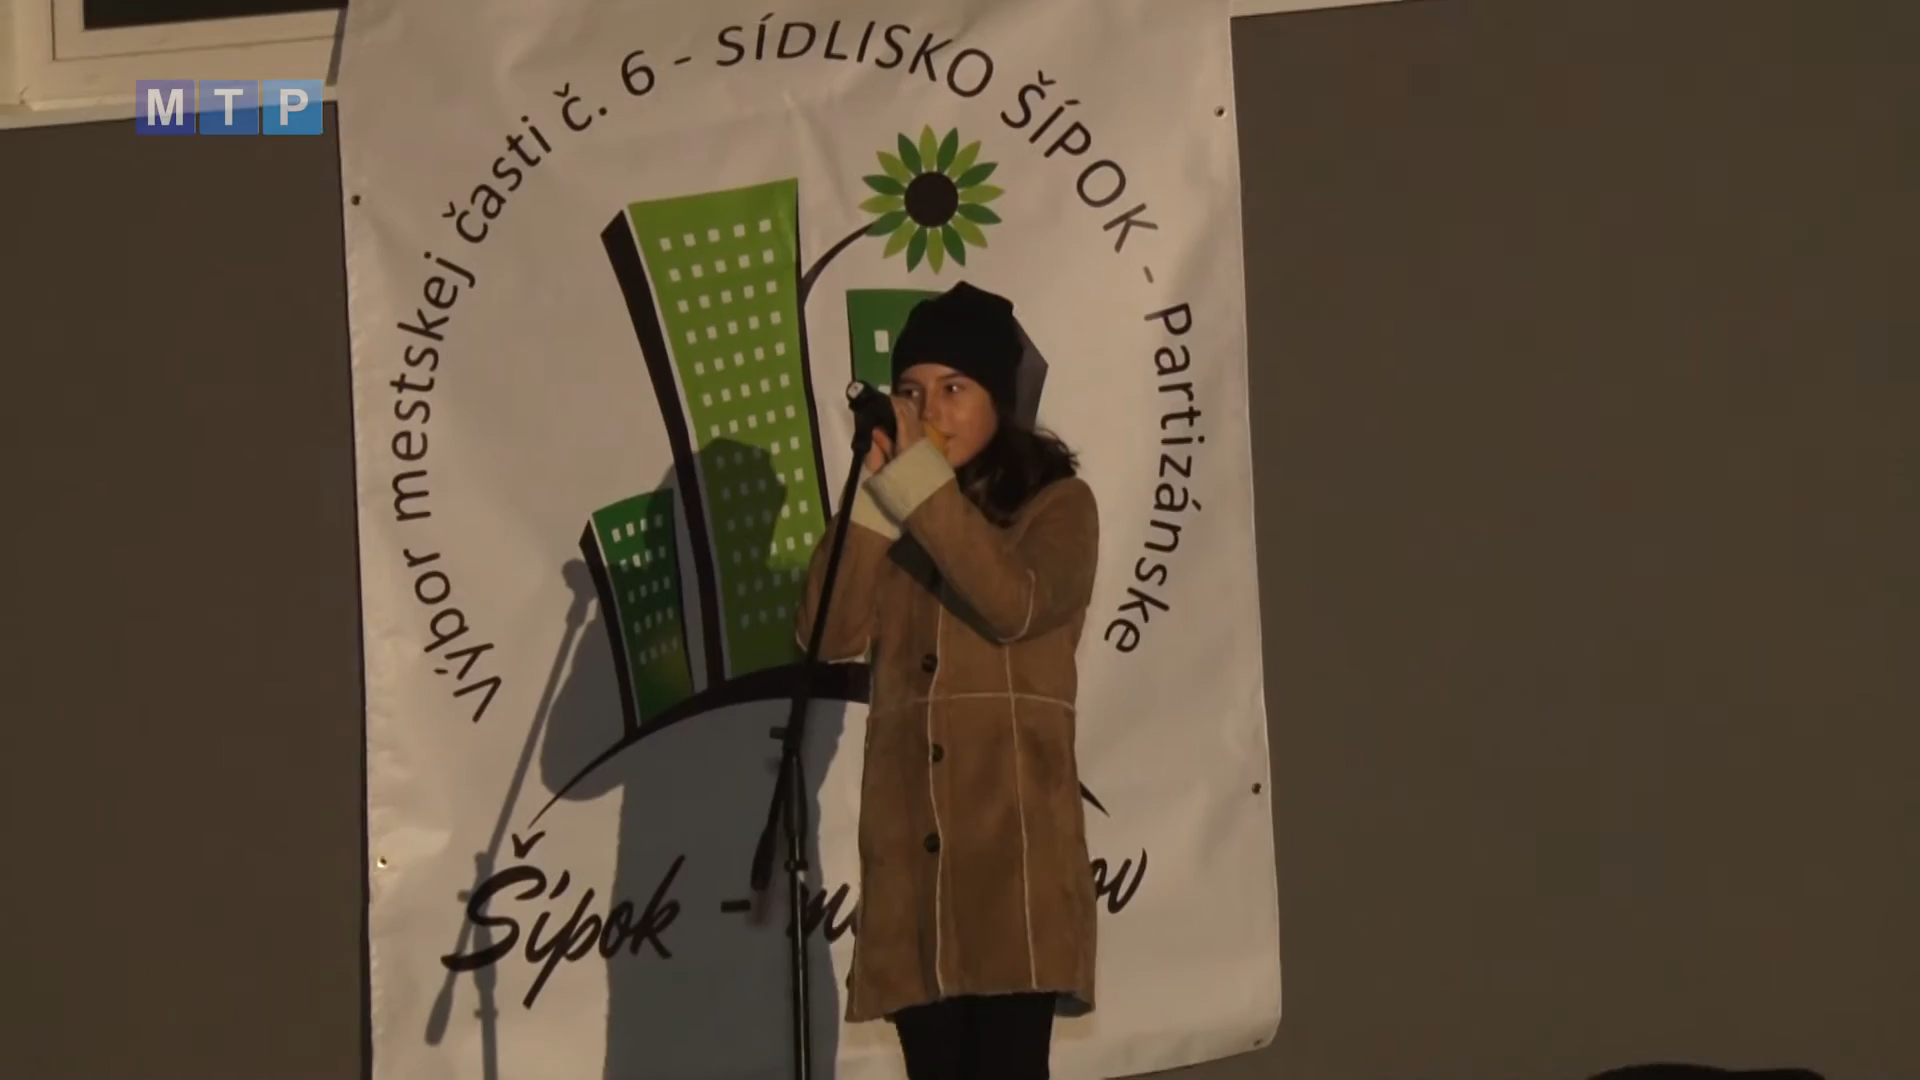 MTP
Výbor mestskej časti č. 6 - SÍDLISKO ŠÍPOK - Partizánske
Šípok -